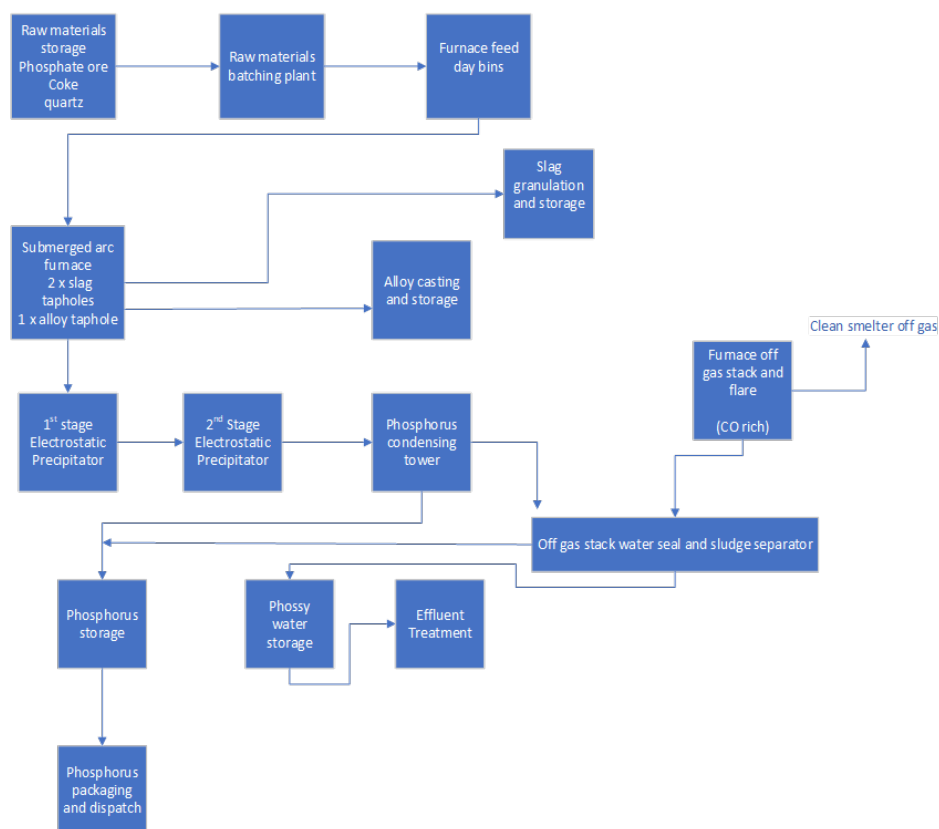 Raw materials
storage
Phosphate ore
Coke
quartz
Raw materials
batching plant
Furnace feed
day bins
Slag
granulation
and storage
Submerged arc
furnace
2 x slag
tapholes
1 x alloy taphole
Alloy casting
and storage
Clean smelter off gas
Furnace off
gas stack and
flare
(CO rich)
1st stage
Electrostatic
Precipitator
2nd Stage
Electrostatic
Precipitator
Phosphorus
condensing
tower
Off gas stack water seal and sludge separator
Phosphorus
storage
Phossy
water
storage
Effluent
Treatment
Phosphorus
packaging
and dispatch